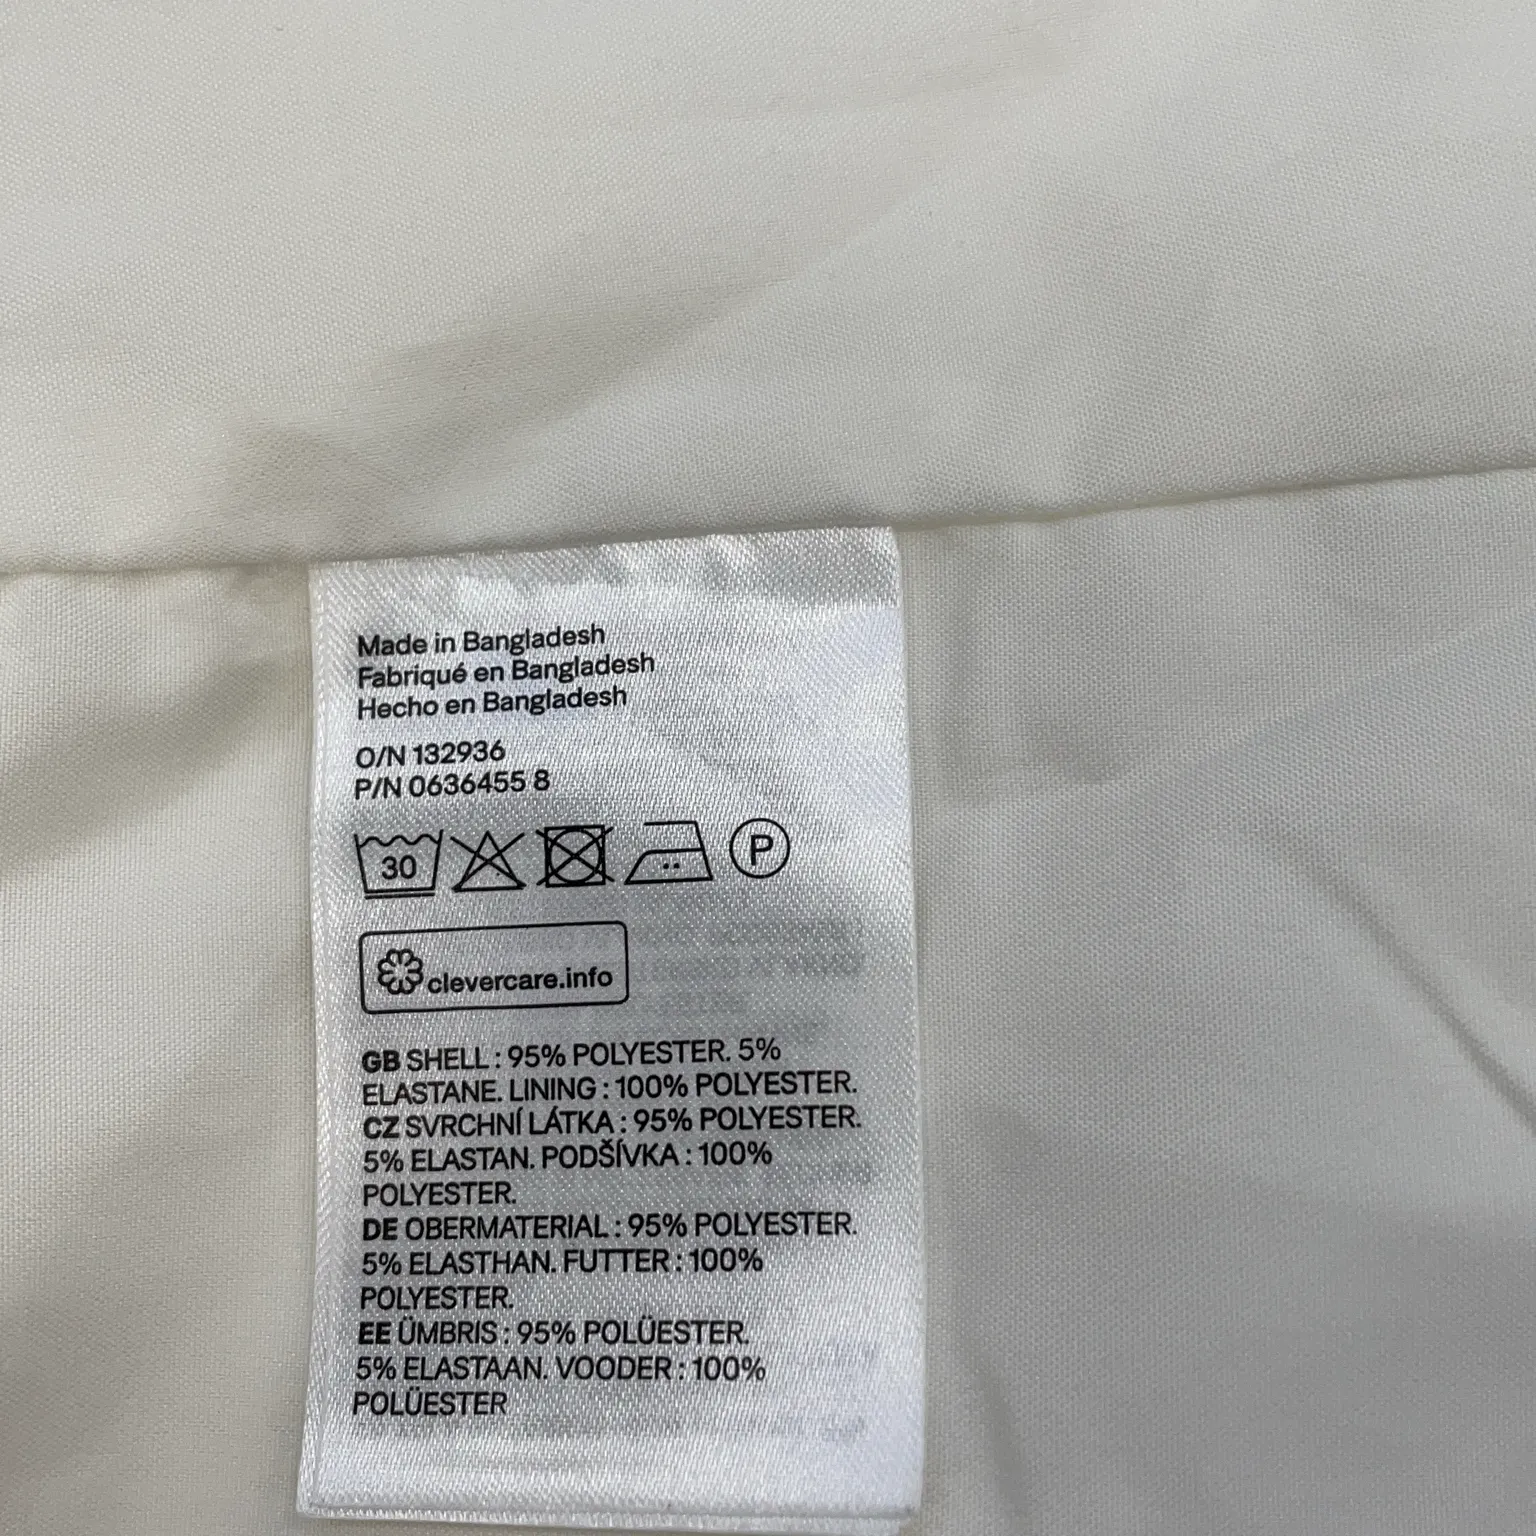 Made in Bangladesh
Fabriqué en Bangladesh
Hecho en Bangladesh
O/N 132936
P/N 0636455 8
30 P
clevercare.info
GB SHELL : 95% POLYESTER. 5%
ELASTANE. LINING : 100% POLYESTER.
CZ SVRCHNÍ LÁTKA : 95% POLYESTER.
5% ELASTAN. PODŠÍVKA : 100%
POLYESTER.
DE OBERMATERIAL : 95% POLYESTER.
5% ELASTHAN. FUTTER : 100%
POLYESTER.
EE ÜMBRIS : 95% POLÜESTER.
5% ELASTAAN. VOODER : 100%
POLÜESTER